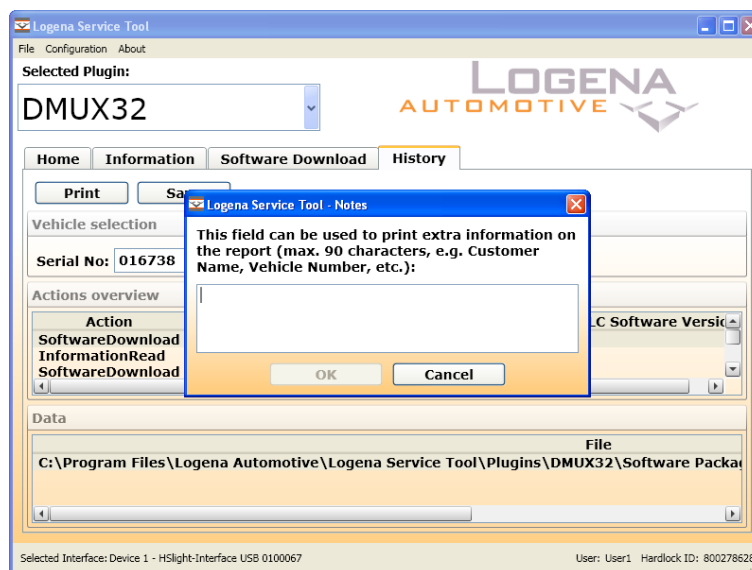 Logena Service Tool
File Configuration About
Selected Plugin:
LOGENA
AUTOMOTIVE
DMUX32
Home Information Software Download History
Print
Logena Service Tool - Notes
This field can be used to print extra information on
the report (max. 90 characters, e.g. Customer
Name, Vehicle Number, etc.):
OK Cancel
Vehicle selection
Serial No: 016738
Actions overview
Action Software
SoftwareDownload
InformationRead
SoftwareDownload
Data
File
C:\Program Files\Logena Automotive\Logena Service Tool\Plugins\DMUX32\Software
Selected Interface: Device 1 - HSlight-Interface USB 0100067 User: User1 Hardlock ID: 800278628